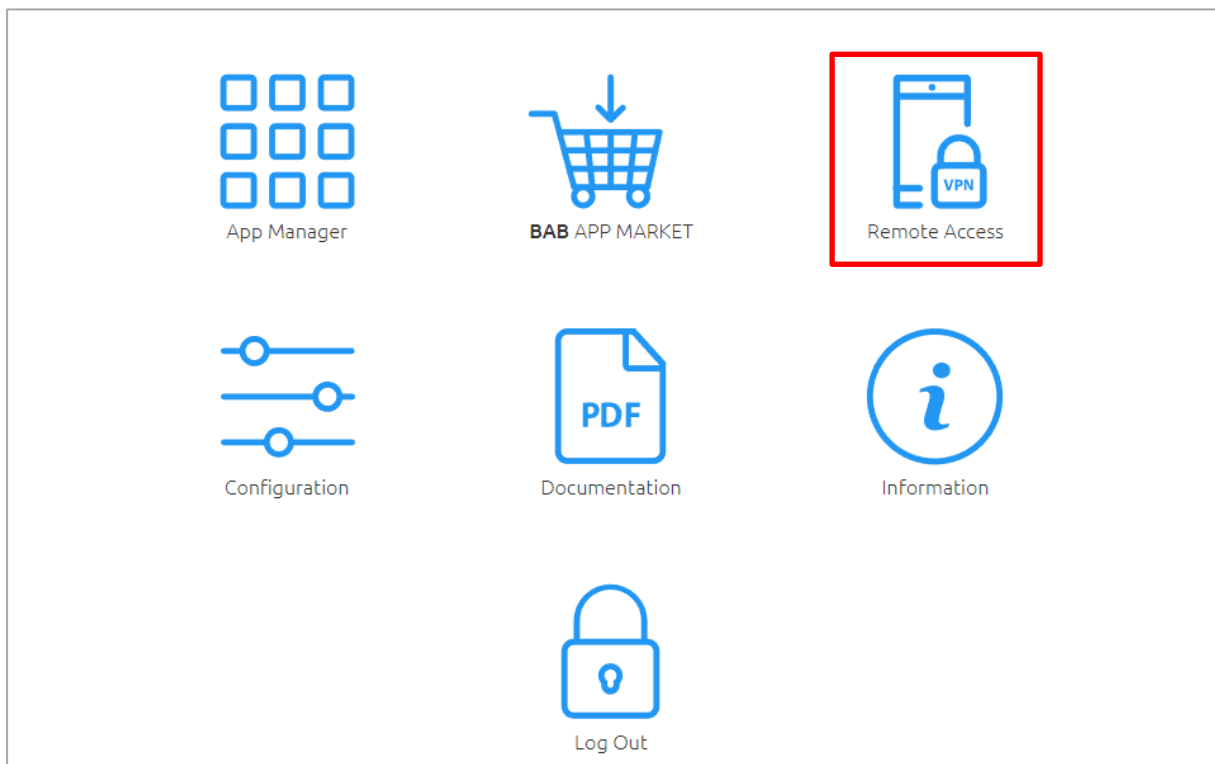 VPN
App Manager
BAB APP MARKET
Remote Access
PDF
i
Configuration
Documentation
Information
Log Out